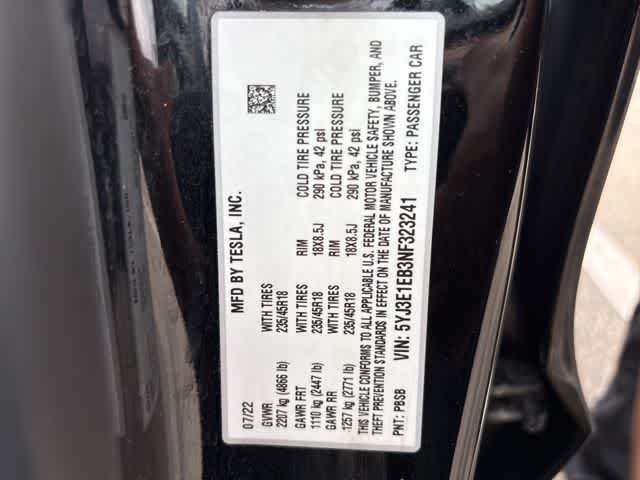 07/22 MFD BY TESLA, INC.
GVWR WITH TIRES RIM COLD TIRE PRESSURE
2207 kg (4866 lb) 235/45R18 18X8.5J 290 kPa, 42 psi
GAWR FRT WITH TIRES RIM COLD TIRE PRESSURE
1110 kg (2447 lb) 235/45R18 18X8.5J 290 kPa, 42 psi
GAWR RR
1257 kg (2771 lb) 235/45R18
THIS VEHICLE CONFORMS TO ALL APPLICABLE U.S. FEDERAL MOTOR VEHICLE SAFETY, BUMPER, AND
THEFT PREVENTION STANDARDS IN EFFECT ON THE DATE OF MANUFACTURE SHOWN ABOVE.
PNT: PBSB VIN: 5YJ3E1EB3NF323241 TYPE: PASSENGER CAR